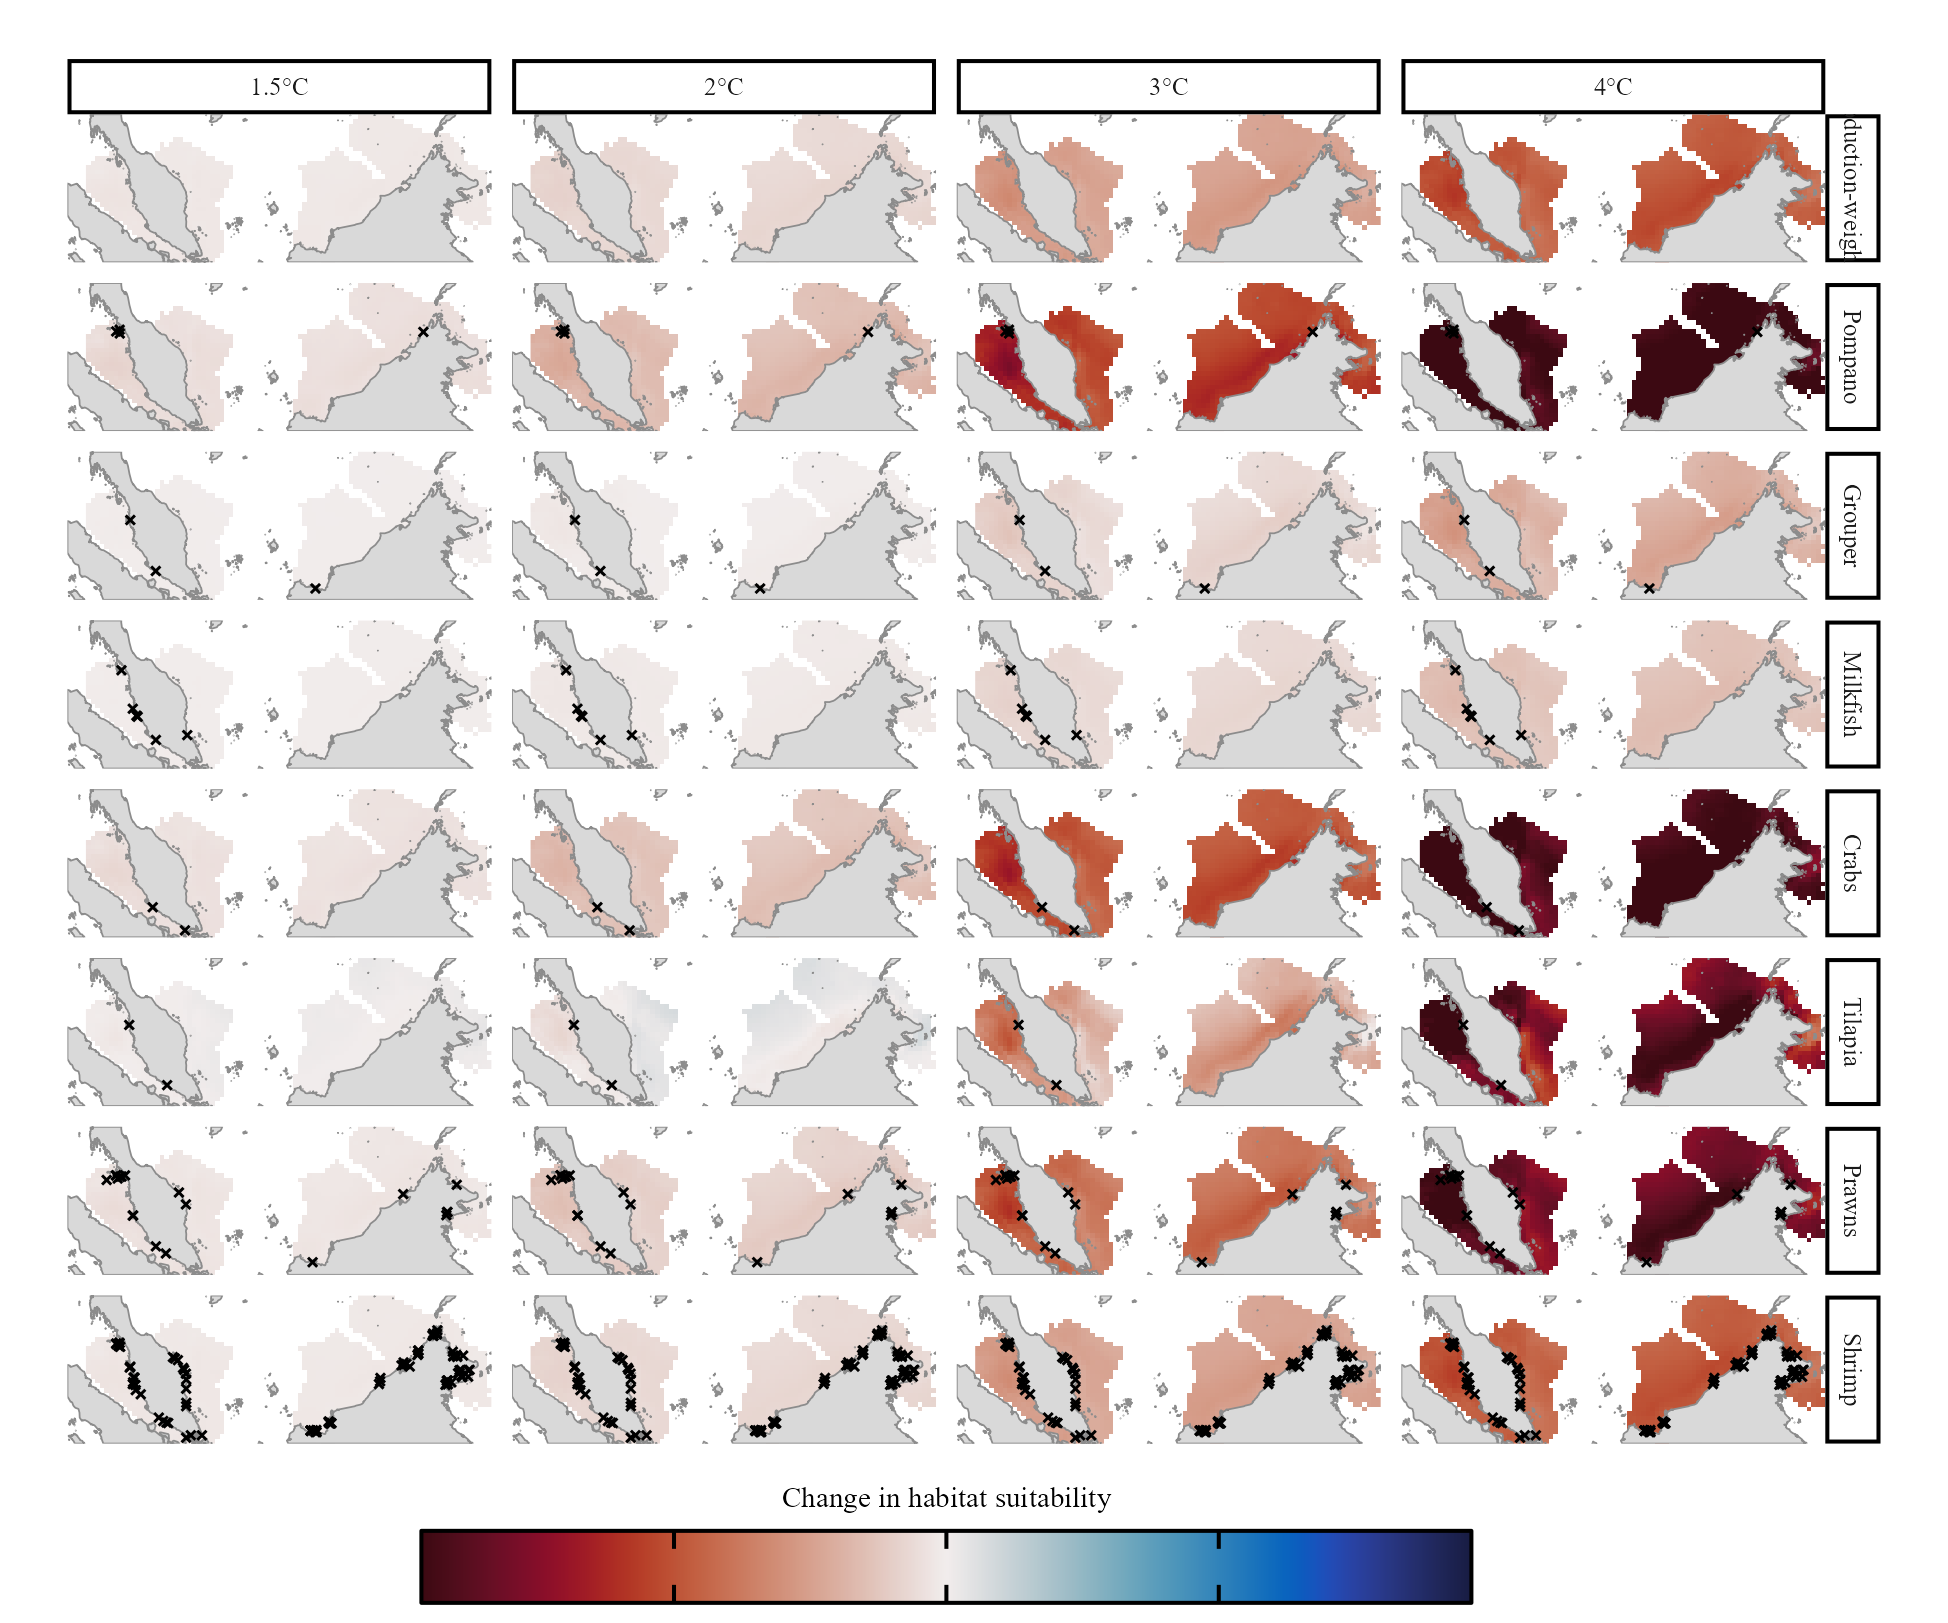 1.5°C
2°C
3°C
4°C
duction-weigh
Pompano
Grouper
Milkfish
Crabs
Tilapia
Prawns
Shrimp
Change in habitat suitability